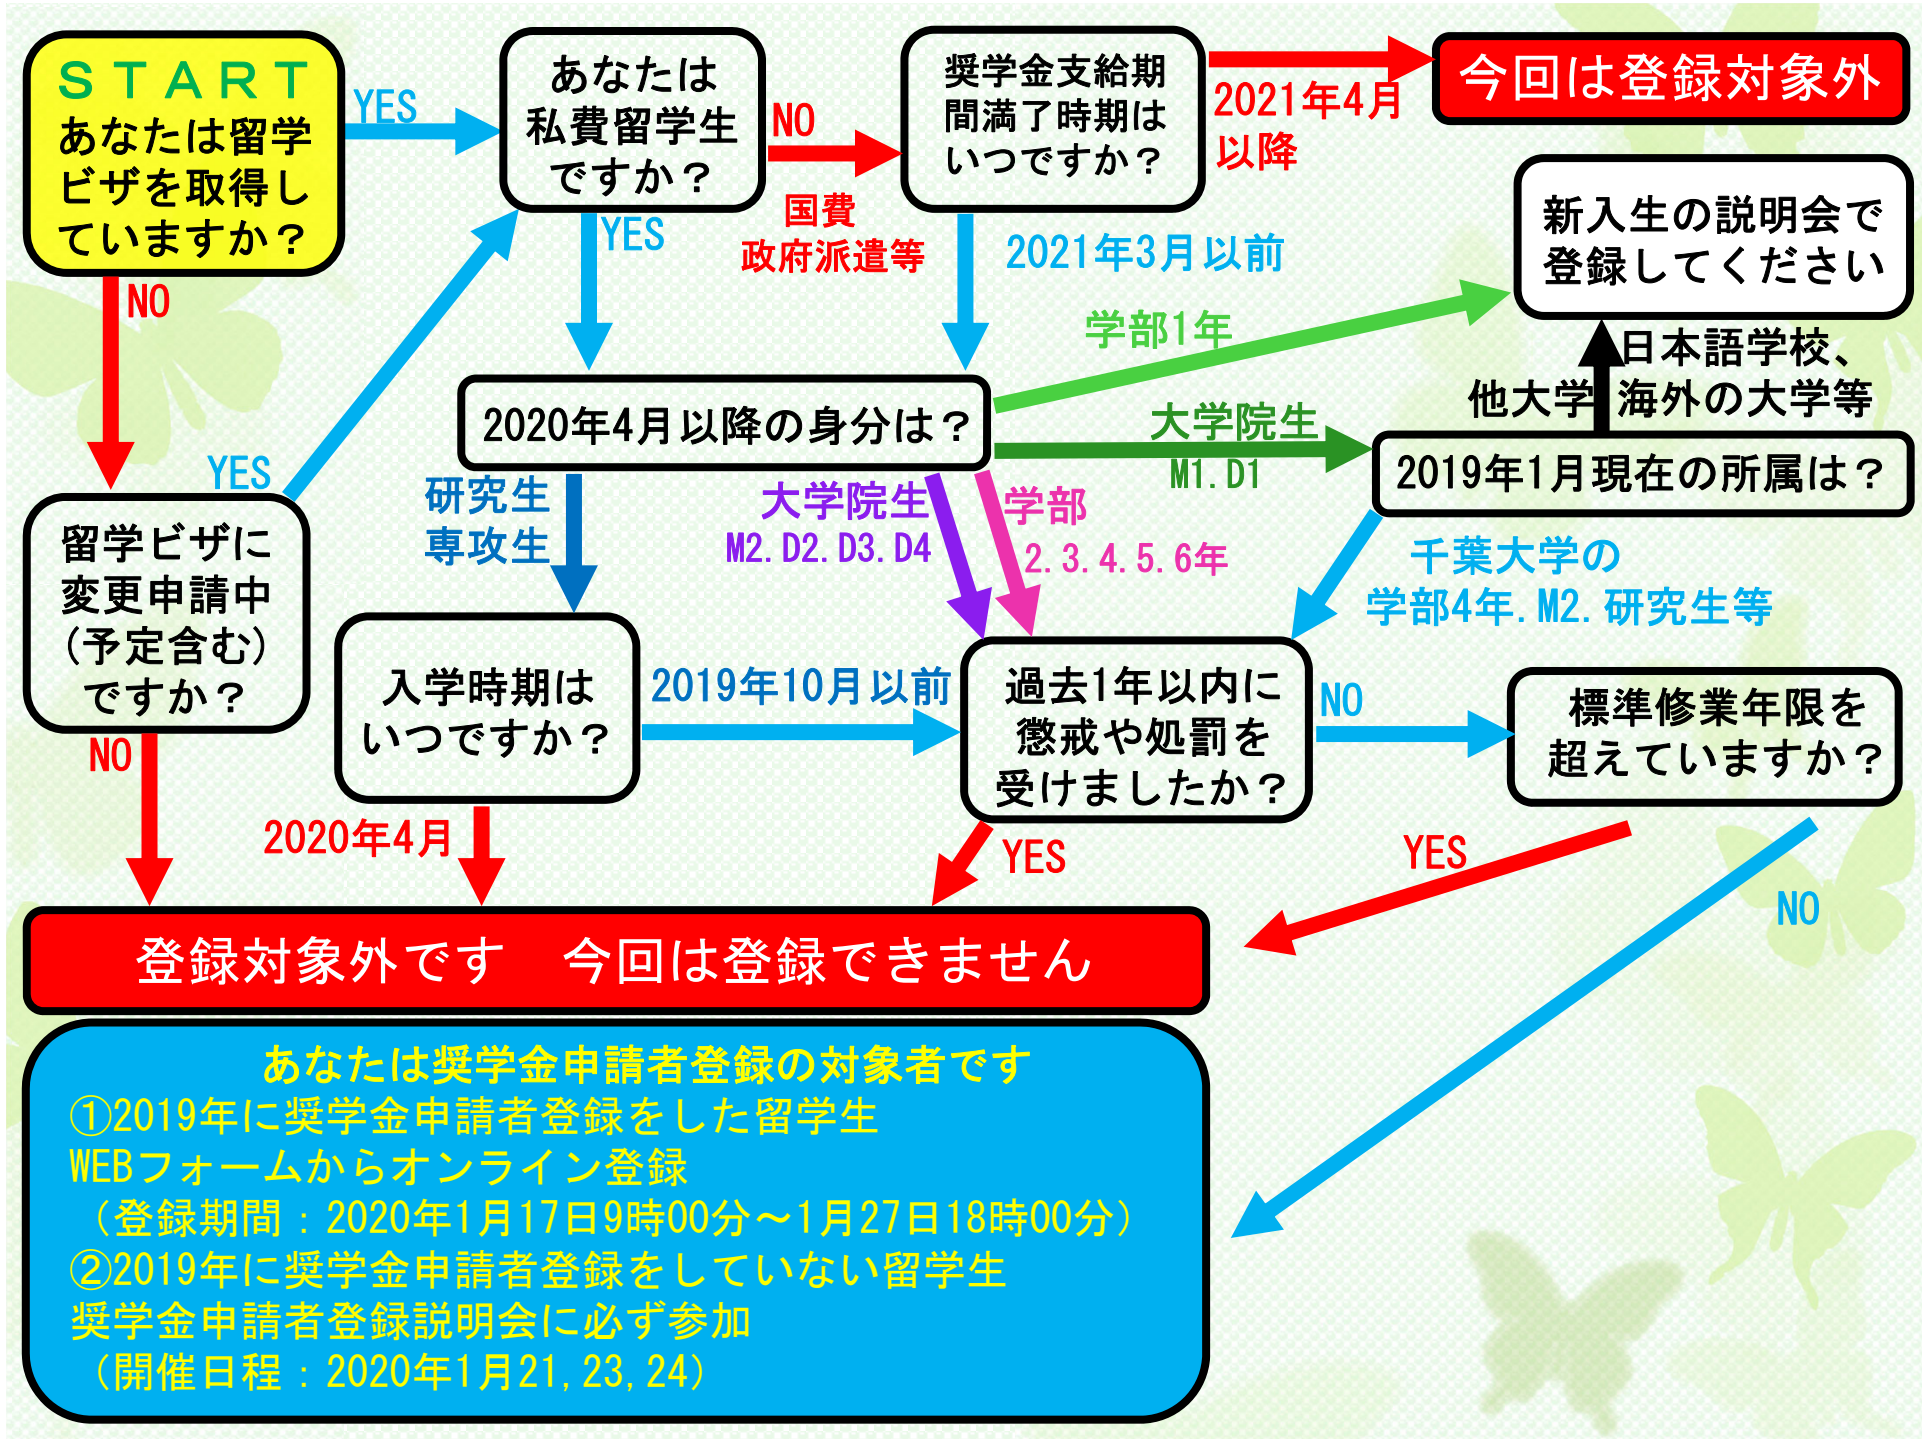 ＳＴＡＲＴ
あなたは留学
ビザを取得し
ていますか？
YES
あなたは
私費留学生
ですか？
NO
国費
政府派遣等
奨学金支給期
間満了時期は
いつですか？
2021年4月
以降
今回は登録対象外
新入生の説明会で
登録してください
NO
YES
YES
2021年3月以前
学部1年
日本語学校、
他大学 海外の大学等
2020年4月以降の身分は？
大学院生
M1．D1
2019年1月現在の所属は？
研究生
専攻生
大学院生
M2．D2．D3．D4
学部
2．3．4．5．6年
千葉大学の
学部4年．M2．研究生等
留学ビザに
変更申請中
（予定含む）
ですか？
NO
入学時期は
いつですか？
2019年10月以前
過去1年以内に
懲戒や処罰を
受けましたか？
NO
標準修業年限を
超えていますか？
2020年4月
YES
YES
NO
登録対象外です　今回は登録できません
あなたは奨学金申請者登録の対象者です
①2019年に奨学金申請者登録をした留学生
WEBフォームからオンライン登録
（登録期間：2020年1月17日9時00分～1月27日18時00分）
②2019年に奨学金申請者登録をしていない留学生
奨学金申請者登録説明会に必ず参加
（開催日程：2020年1月21,23,24）